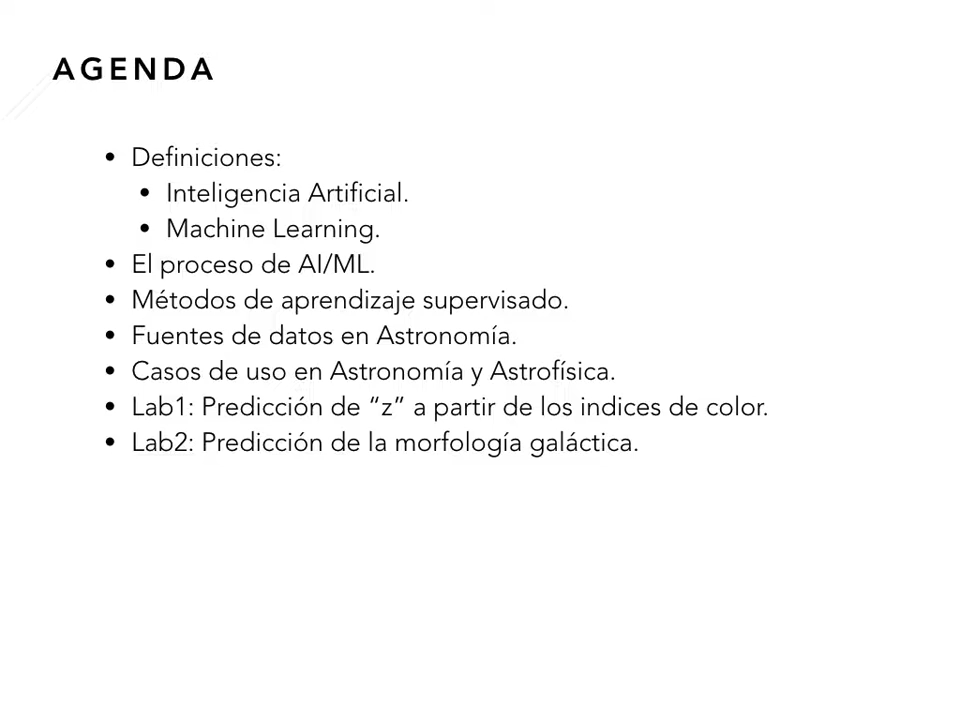 AGENDA
• Definiciones:
• Inteligencia Artificial.
• Machine Learning.
• El proceso de AI/ML.
• Métodos de aprendizaje supervisado.
• Fuentes de datos en Astronomía.
• Casos de uso en Astronomía y Astrofísica.
• Lab1: Predicción de “z” a partir de los indices de color.
• Lab2: Predicción de la morfología galáctica.